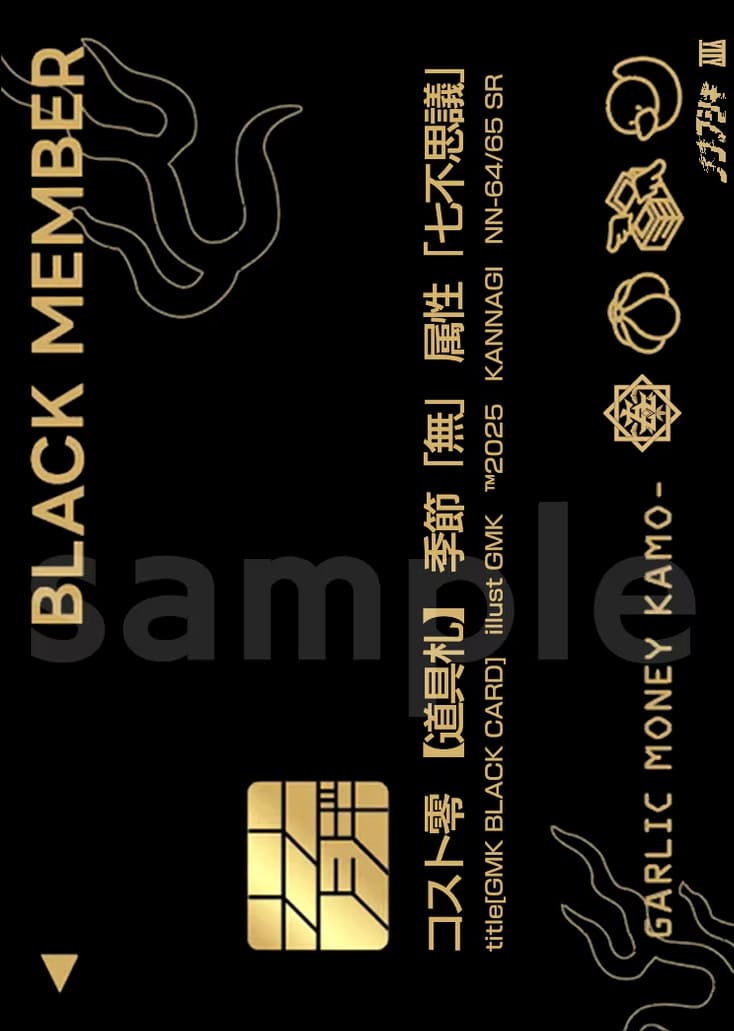 BLACK MEMBER
コスト零 【道具札】 季節「無」 属性「七不思議」
title[GMK BLACK CARD] illust GMK ™2025 KANNAGI NN-64/65 SR
GARLIC MONEY KAMO-
sample